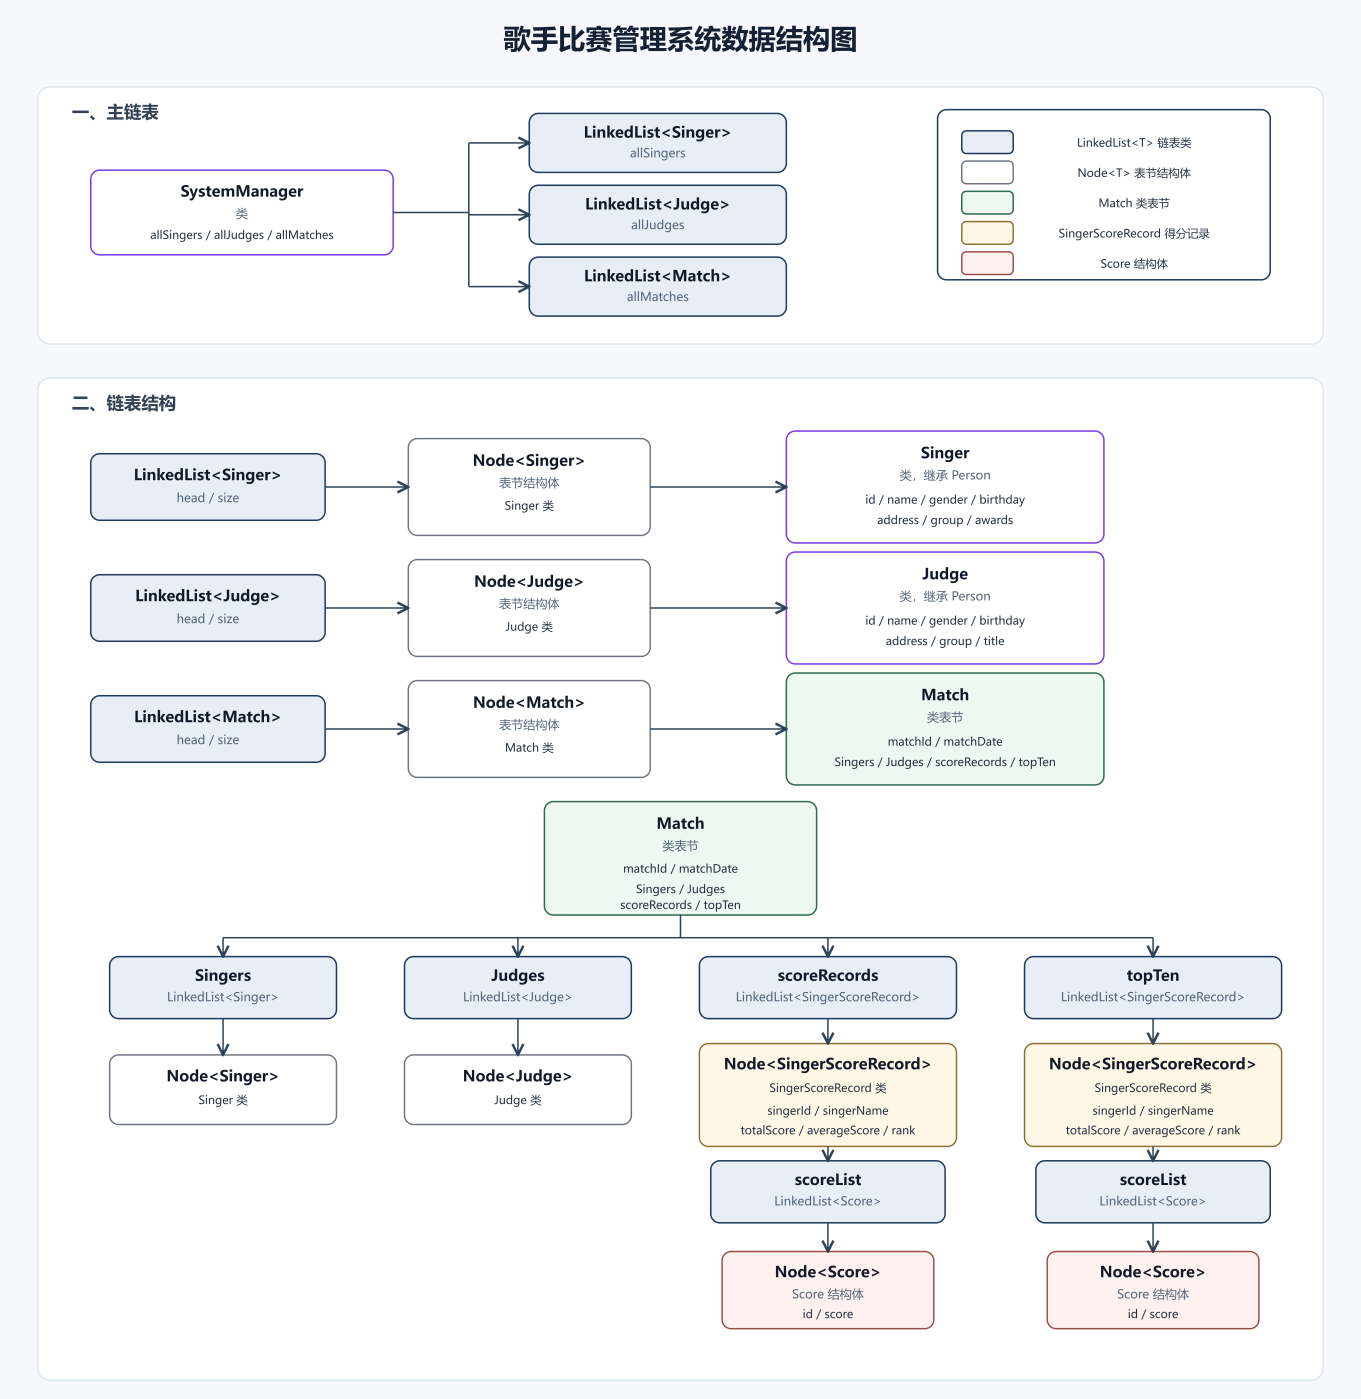 歌手比赛管理系统数据结构图
一、主链表
SystemManager
类
allSingers / allJudges / allMatches
LinkedList<Singer>
allSingers
LinkedList<Judge>
allJudges
LinkedList<Match>
allMatches
LinkedList<T> 链表类
Node<T> 表节结构体
Match 类表节
SingerScoreRecord 得分记录
Score 结构体
二、链表结构
LinkedList<Singer>
head / size
Node<Singer>
表节结构体
Singer 类
Singer
类，继承 Person
id / name / gender / birthday
address / group / awards
LinkedList<Judge>
head / size
Node<Judge>
表节结构体
Judge 类
Judge
类，继承 Person
id / name / gender / birthday
address / group / title
LinkedList<Match>
head / size
Node<Match>
表节结构体
Match 类
Match
类表节
matchId / matchDate
Singers / Judges / scoreRecords / topTen
Match
类表节
matchId / matchDate
Singers / Judges
scoreRecords / topTen
Singers
LinkedList<Singer>
Judges
LinkedList<Judge>
scoreRecords
LinkedList<SingerScoreRecord>
topTen
LinkedList<SingerScoreRecord>
Node<Singer>
Singer 类
Node<Judge>
Judge 类
Node<SingerScoreRecord>
SingerScoreRecord 类
singerId / singerName
totalScore / averageScore / rank
Node<SingerScoreRecord>
SingerScoreRecord 类
singerId / singerName
totalScore / averageScore / rank
scoreList
LinkedList<Score>
scoreList
LinkedList<Score>
Node<Score>
Score 结构体
id / score
Node<Score>
Score 结构体
id / score